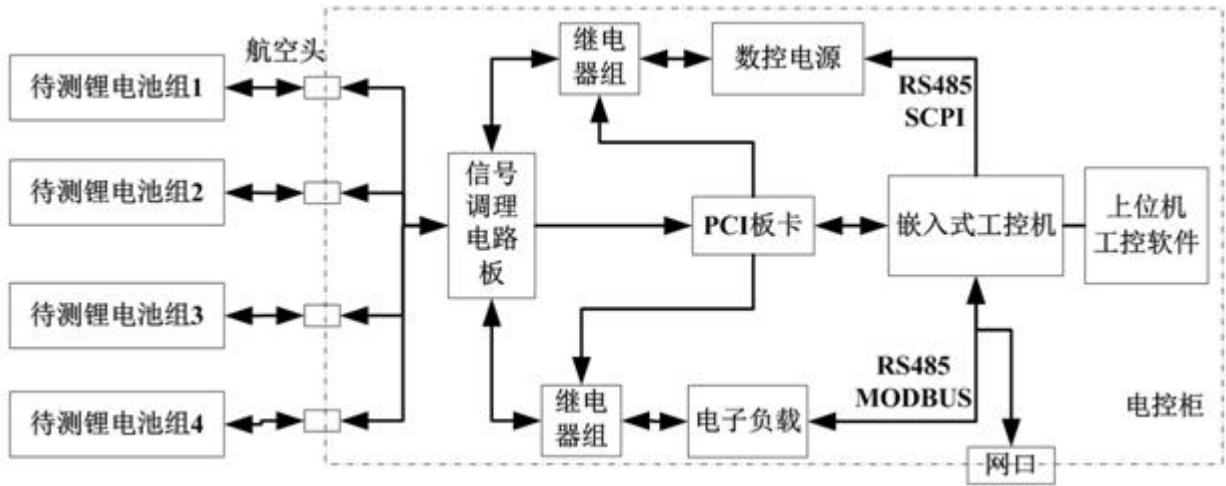 航空头
待测锂电池组1
待测锂电池组2
待测锂电池组3
待测锂电池组4
继电
器组
数控电源
RS485
SCPI
信号
调理
电路
板
PCI板卡
嵌入式工控机
上位机
工控软件
RS485
MODBUS
继电
器组
电子负载
电控柜
网口